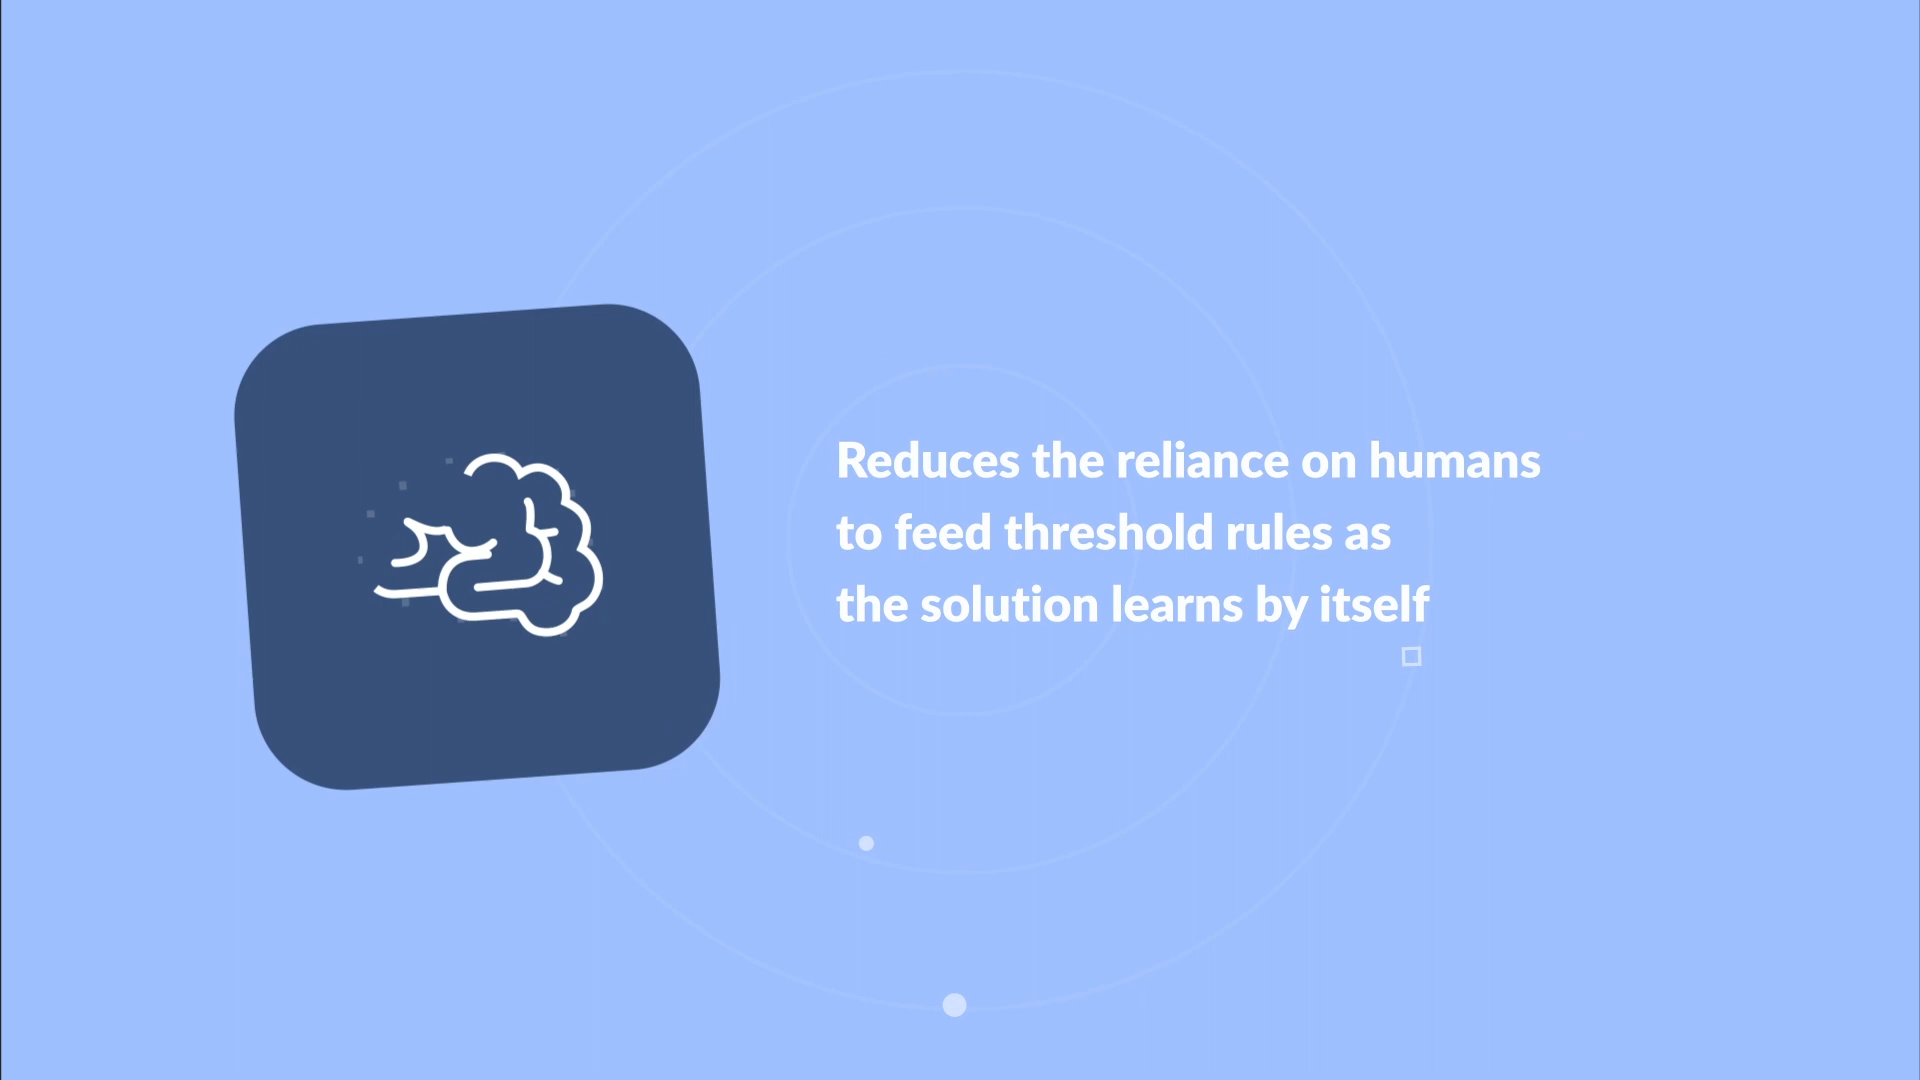 Reduces the reliance on humans
to feed threshold rules as
the solution learns by itself